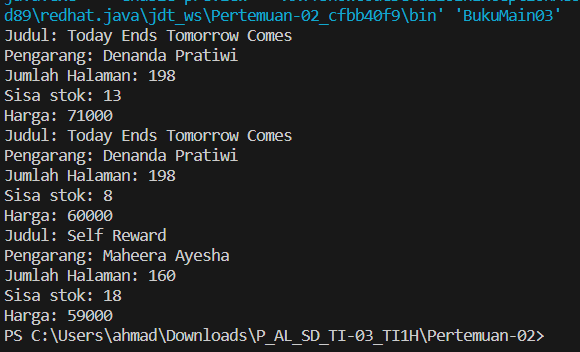 d89\redhat.java\jdt_ws\Pertemuan-02_cfbb40f9\bin' 'BukuMain03'
Judul: Today Ends Tomorrow Comes
Pengarang: Denanda Pratiwi
Jumlah Halaman: 198
Sisa stok: 13
Harga: 71000
Judul: Today Ends Tomorrow Comes
Pengarang: Denanda Pratiwi
Jumlah Halaman: 198
Sisa stok: 8
Harga: 60000
Judul: Self Reward
Pengarang: Maheera Ayesha
Jumlah Halaman: 160
Sisa stok: 18
Harga: 59000
PS C:\Users\ahmad\Downloads\P_AL_SD_TI-03_TI1H\Pertemuan-02>